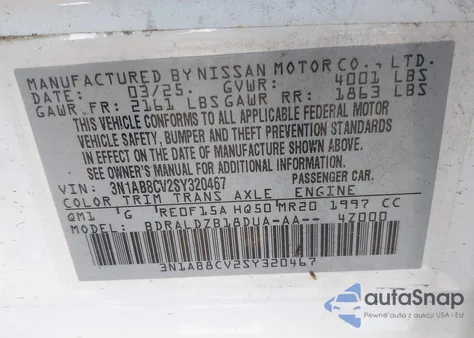 MANUFACTURED BY NISSAN MOTOR CO., LTD.
DATE: 03/25. GVWR: 4001 LBS
GAWR FR: 2161 LBS GAWR RR: 1863 LBS
THIS VEHICLE CONFORMS TO ALL APPLICABLE FEDERAL MOTOR
VEHICLE SAFETY, BUMPER AND THEFT PREVENTION STANDARDS
IN EFFECT ON THE DATE OF MANUFACTURE SHOWN ABOVE.
SEE OWNER'S MANUAL FOR ADDITIONAL INFORMATION.
VIN: 3N1AB8CV2SY320467 PASSENGER CAR.
COLOR TRIM TRANS AXLE ENGINE
QM1 G RE0F15A HQ50 MR20 1997 CC
MODEL: BDRALDZB18DUA-AA-- 4Z000
3N1AB8CV2SY320467
autaSnap
Pewne auta z aukcji USA i EU